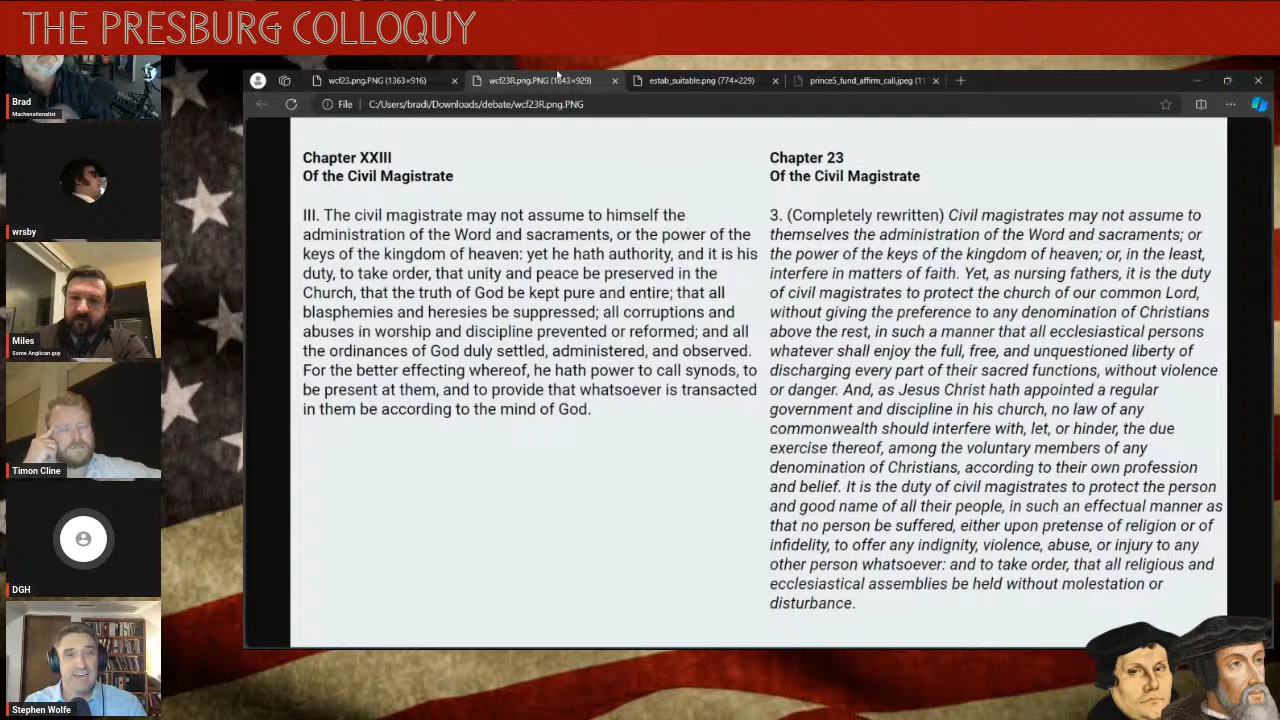 THE PRESBURG COLLOQUY
wcf23.png.PNG (1363×916)
wcf23R.png.PNG (1643×929)
estab_suitable.png (774×229)
prince5_fund_affirm_call.jpeg (11
File
C:/Users/bradi/Downloads/debate/wcf23R.png.PNG
Brad
Machenationalist
wrsby
Miles
Some Anglican guy
Timon Cline
DGH
Stephen Wolfe
Chapter XXIII
Of the Civil Magistrate
III. The civil magistrate may not assume to himself the
administration of the Word and sacraments, or the power of the
keys of the kingdom of heaven: yet he hath authority, and it is his
duty, to take order, that unity and peace be preserved in the
Church, that the truth of God be kept pure and entire; that all
blasphemies and heresies be suppressed; all corruptions and
abuses in worship and discipline prevented or reformed; and all
the ordinances of God duly settled, administered, and observed.
For the better effecting whereof, he hath power to call synods, to
be present at them, and to provide that whatsoever is transacted
in them be according to the mind of God.
Chapter 23
Of the Civil Magistrate
3. (Completely rewritten) Civil magistrates may not assume to
themselves the administration of the Word and sacraments; or
the power of the keys of the kingdom of heaven; or, in the least,
interfere in matters of faith. Yet, as nursing fathers, it is the duty
of civil magistrates to protect the church of our common Lord,
without giving the preference to any denomination of Christians
above the rest, in such a manner that all ecclesiastical persons
whatever shall enjoy the full, free, and unquestioned liberty of
discharging every part of their sacred functions, without violence
or danger. And, as Jesus Christ hath appointed a regular
government and discipline in his church, no law of any
commonwealth should interfere with, let, or hinder, the due
exercise thereof, among the voluntary members of any
denomination of Christians, according to their own profession
and belief. It is the duty of civil magistrates to protect the person
and good name of all their people, in such an effectual manner as
that no person be suffered, either upon pretense of religion or of
infidelity, to offer any indignity, violence, abuse, or injury to any
other person whatsoever: and to take order, that all religious and
ecclesiastical assemblies be held without molestation or
disturbance.